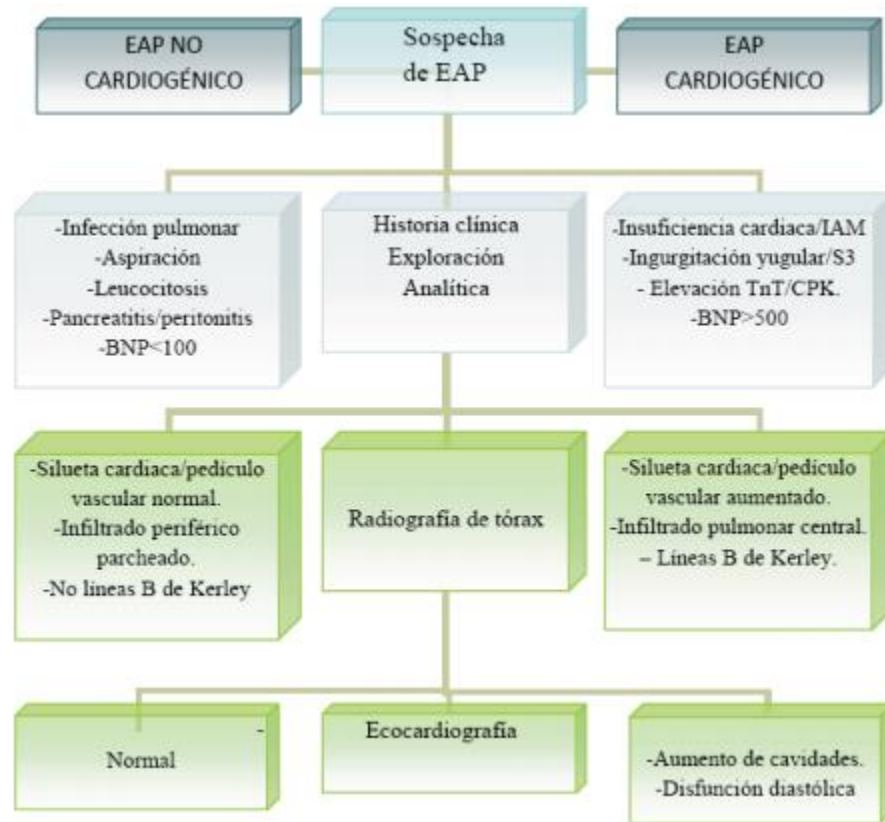 EAP NO
CARDIOGÉNICO
Sospecha
de EAP
EAP
CARDIOGÉNICO
-Infección pulmonar
-Aspiración
-Leucocitosis
-Pancreatitis/peritonitis
-BNP<100
Historia clínica
Exploración
Analítica
-Insuficiencia cardiaca/IAM
-Ingurgitación yugular/S3
- Elevación TnT/CPK.
-BNP>500
-Silueta cardiaca/pedículo
vascular normal.
-Infiltrado periférico
parcheado.
-No líneas B de Kerley
Radiografía de tórax
-Silueta cardiaca/pedículo
vascular aumentado.
-Infiltrado pulmonar central.
– Líneas B de Kerley.
-
Normal
Ecocardiografía
-Aumento de cavidades.
-Disfunción diastólica